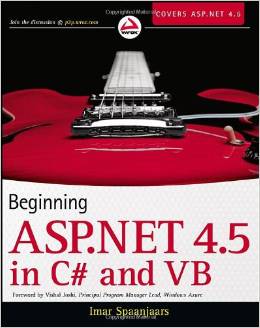 Join the discussion @ p2p.wrox.com
wrox
COVERS ASP.NET 4.5
Beginning
ASP.NET 4.5
in C# and VB
Foreword by Vishal Joshi, Principal Program Manager Lead, Windows Azure
Imar Spaanjaars